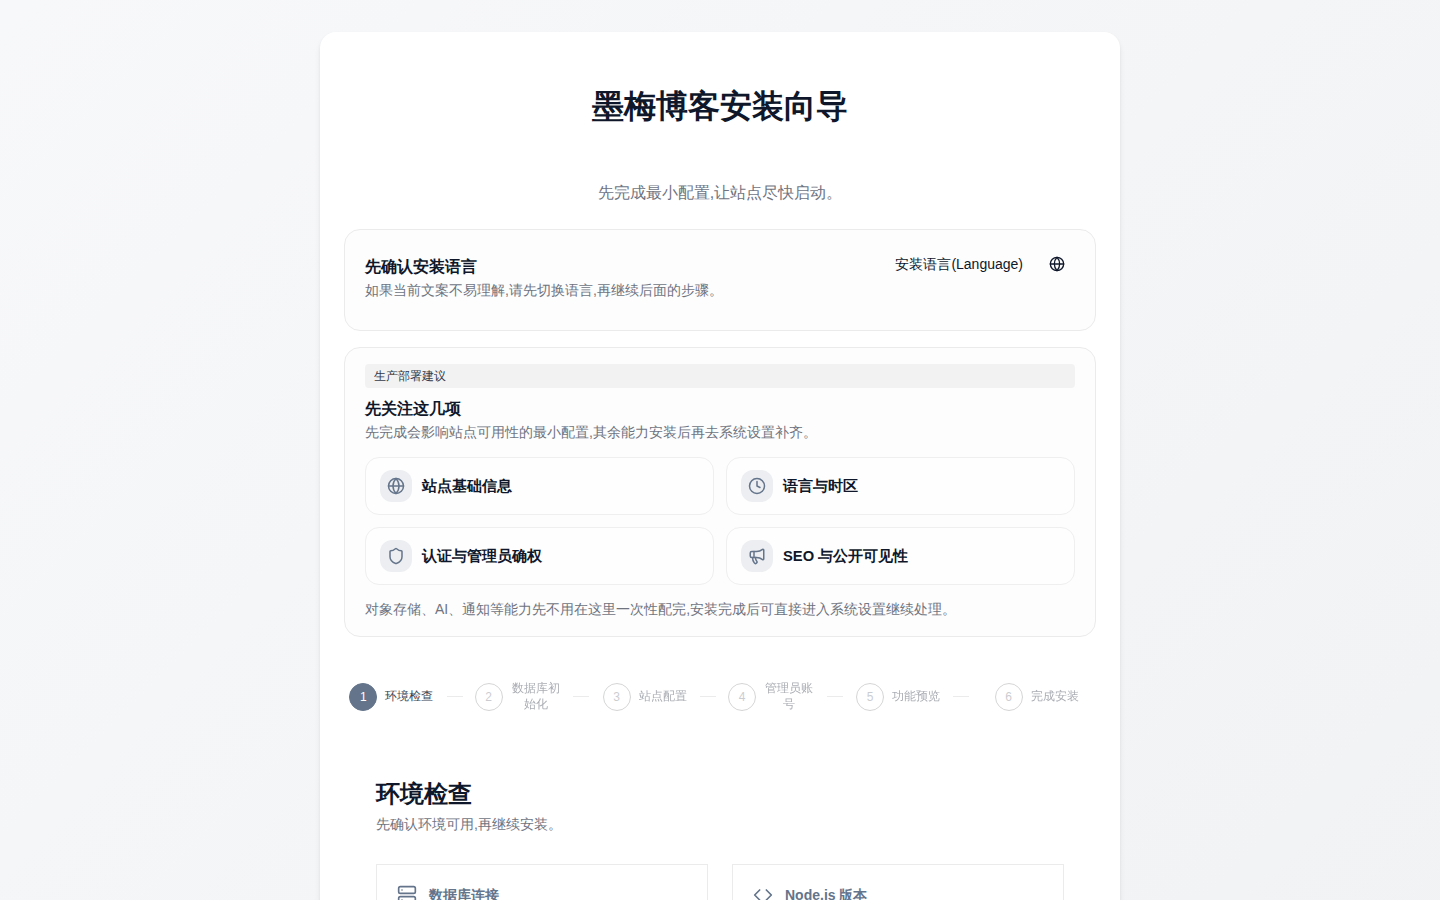 墨梅博客安装向导
先完成最小配置,让站点尽快启动。
先确认安装语言
安装语言(Language)
如果当前文案不易理解,请先切换语言,再继续后面的步骤。
生产部署建议
先关注这几项
先完成会影响站点可用性的最小配置,其余能力安装后再去系统设置补齐。
站点基础信息
语言与时区
认证与管理员确权
SEO 与公开可见性
对象存储、AI、通知等能力先不用在这里一次性配完,安装完成后可直接进入系统设置继续处理。
1 环境检查
2 数据库初始化
3 站点配置
4 管理员账号
5 功能预览
6 完成安装
环境检查
先确认环境可用,再继续安装。
数据库连接
Node.js 版本